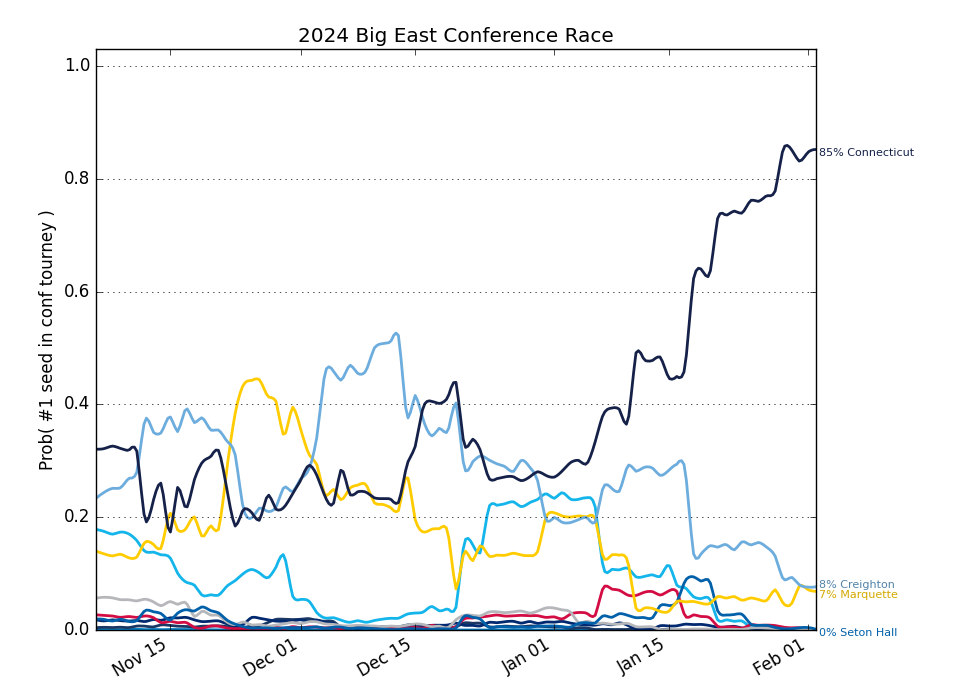 2024 Big East Conference Race
Prob( #1 seed in conf tourney )
1.0
0.8
0.6
0.4
0.2
0.0
85% Connecticut
8% Creighton
7% Marquette
0% Seton Hall
Nov 15
Dec 01
Dec 15
Jan 01
Jan 15
Feb 01